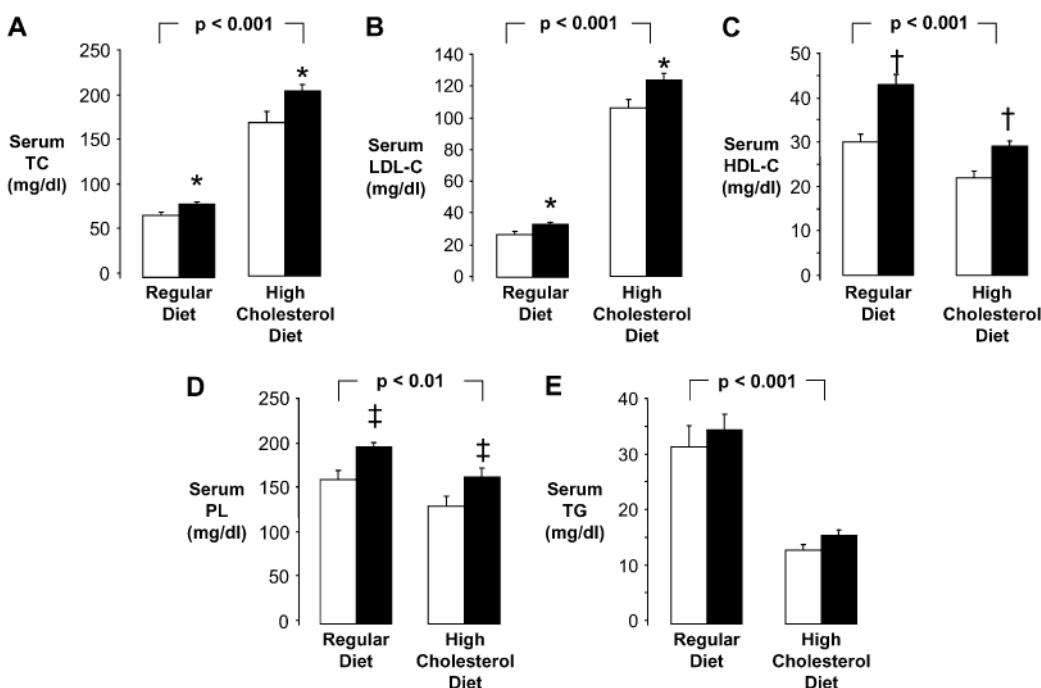 A
p < 0.001
250
200
150
100
50
0
Serum
TC
(mg/dl)
*
*
Regular
Diet
High
Cholesterol
Diet
B
p < 0.001
140
120
100
80
60
40
20
0
Serum
LDL-C
(mg/dl)
*
*
Regular
Diet
High
Cholesterol
Diet
C
p < 0.001
50
40
30
20
10
0
Serum
HDL-C
(mg/dl)
†
†
Regular
Diet
High
Cholesterol
Diet
D
p < 0.01
250
200
150
100
50
0
Serum
PL
(mg/dl)
‡
‡
Regular
Diet
High
Cholesterol
Diet
E
p < 0.001
40
30
20
10
0
Serum
TG
(mg/dl)
Regular
Diet
High
Cholesterol
Diet